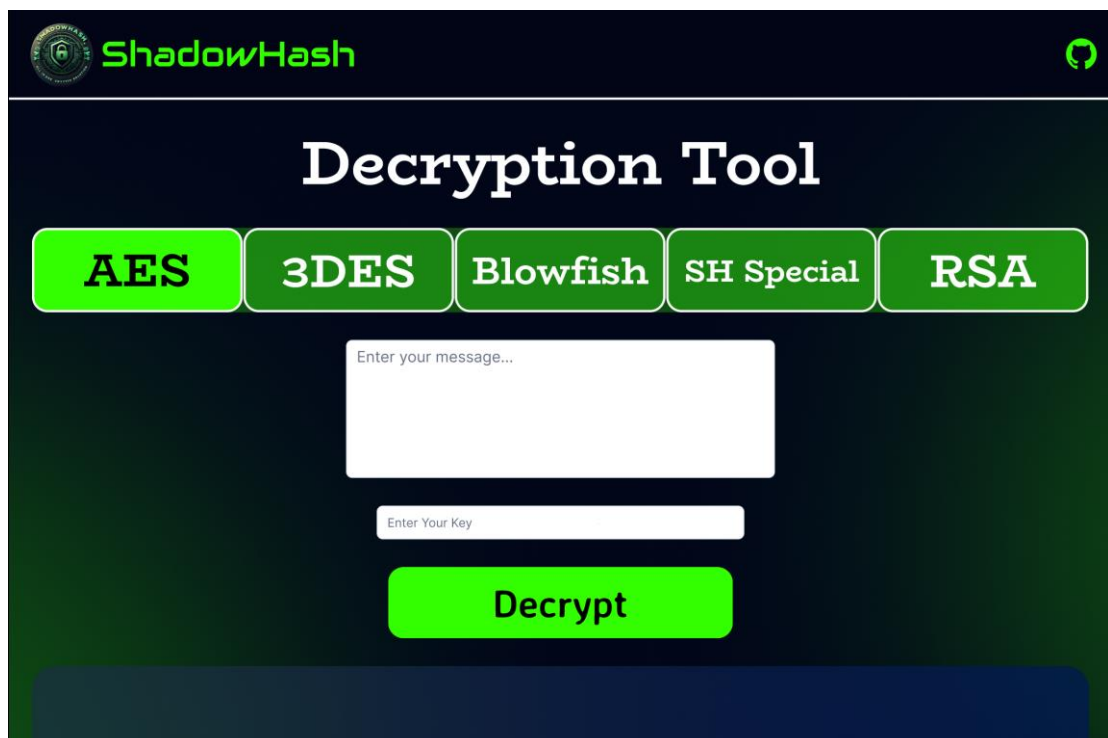 ShadowHash
Decryption Tool
AES 3DES Blowfish SH Special RSA
Enter your message...
Enter Your Key
Decrypt